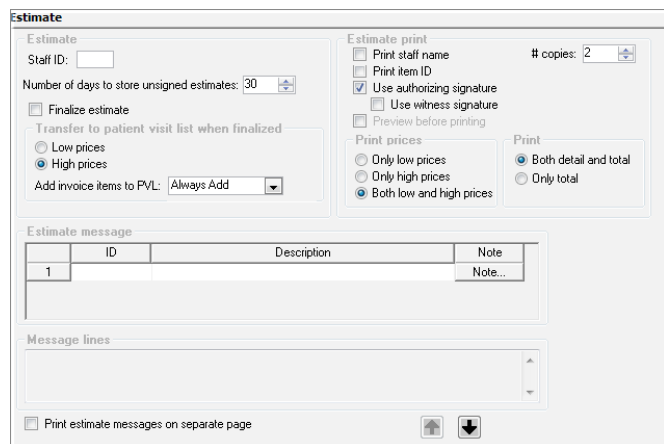 Estimate
Estimate
Staff ID:
Number of days to store unsigned estimates: 30
Finalize estimate
Transfer to patient visit list when finalized
Low prices
High prices
Add invoice items to PVL: Always Add
Estimate print
Print staff name
# copies: 2
Print item ID
Use authorizing signature
Use witness signature
Preview before printing
Print prices
Only low prices
Only high prices
Both low and high prices
Print
Both detail and total
Only total
Estimate message
ID Description Note
1 Note...
Message lines
Print estimate messages on separate page